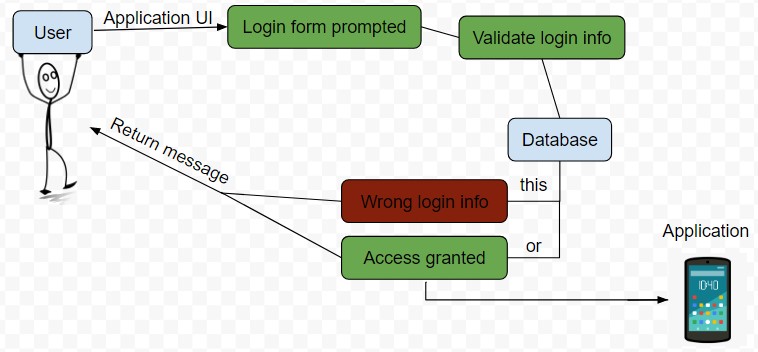 User
Application UI
Login form prompted
Validate login info
Database
Return message
this
Wrong login info
or
Access granted
Application
10:40